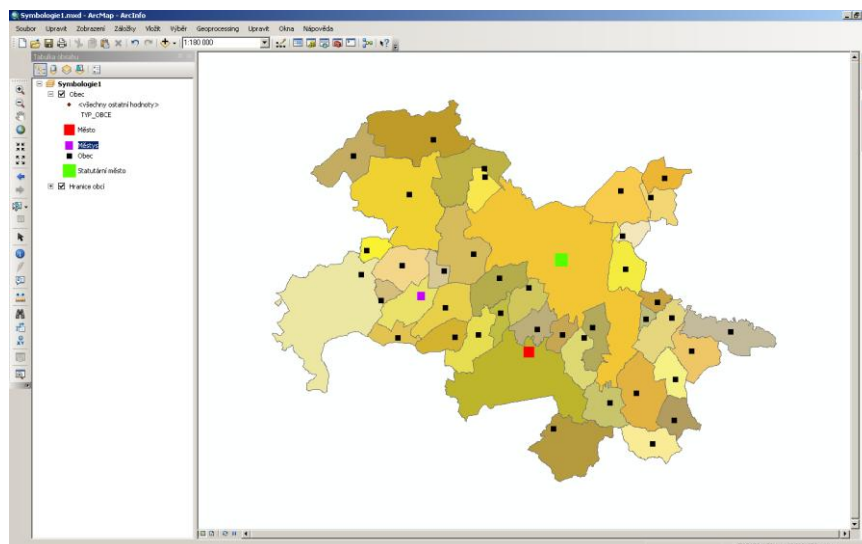 Symbologie1.mxd - ArcMap - ArcInfo
Soubor Upravit Zobrazení Záložky Vložit Výběr Geoprocessing Upravit Okna Nápověda
1:180 000
Tabulka obsahu
Symbologie1
Obec
<všechny ostatní hodnoty>
TYP_OBCE
Město
Městys
Obec
Statutární město
Hranice obcí